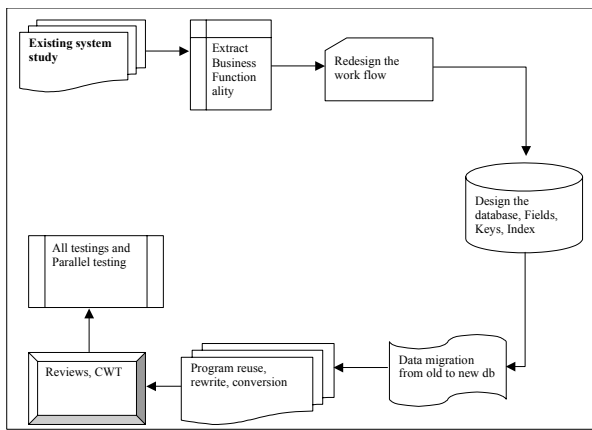 Existing system
study
Extract
Business
Function
ality
Redesign the
work flow
Design the
database, Fields,
Keys, Index
Data migration
from old to new db
Program reuse,
rewrite, conversion
Reviews, CWT
All testings and
Parallel testing